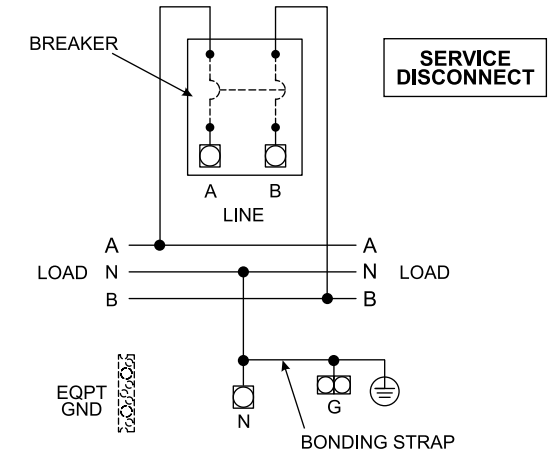 BREAKER
SERVICE
DISCONNECT
A B
LINE
A A
LOAD N N LOAD
B B
EQPT
GND
N
G
BONDING STRAP